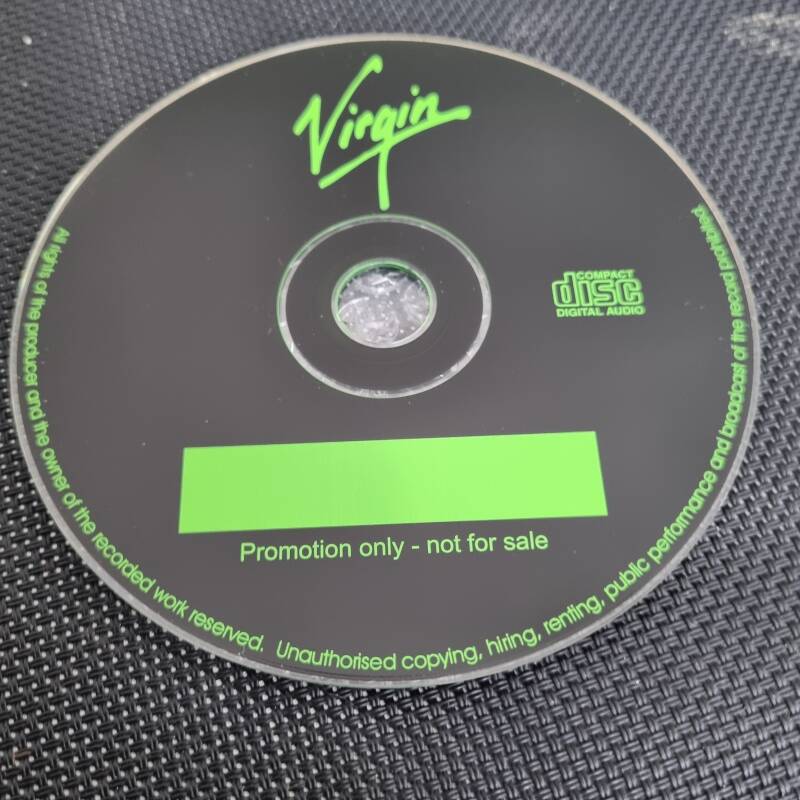 Virgin
COMPACT
disc
DIGITAL AUDIO
Promotion only - not for sale
All rights of the producer and the owner of the recorded work reserved. Unauthorised copying, hiring, renting, public performance and broadcast of the record prohibited.